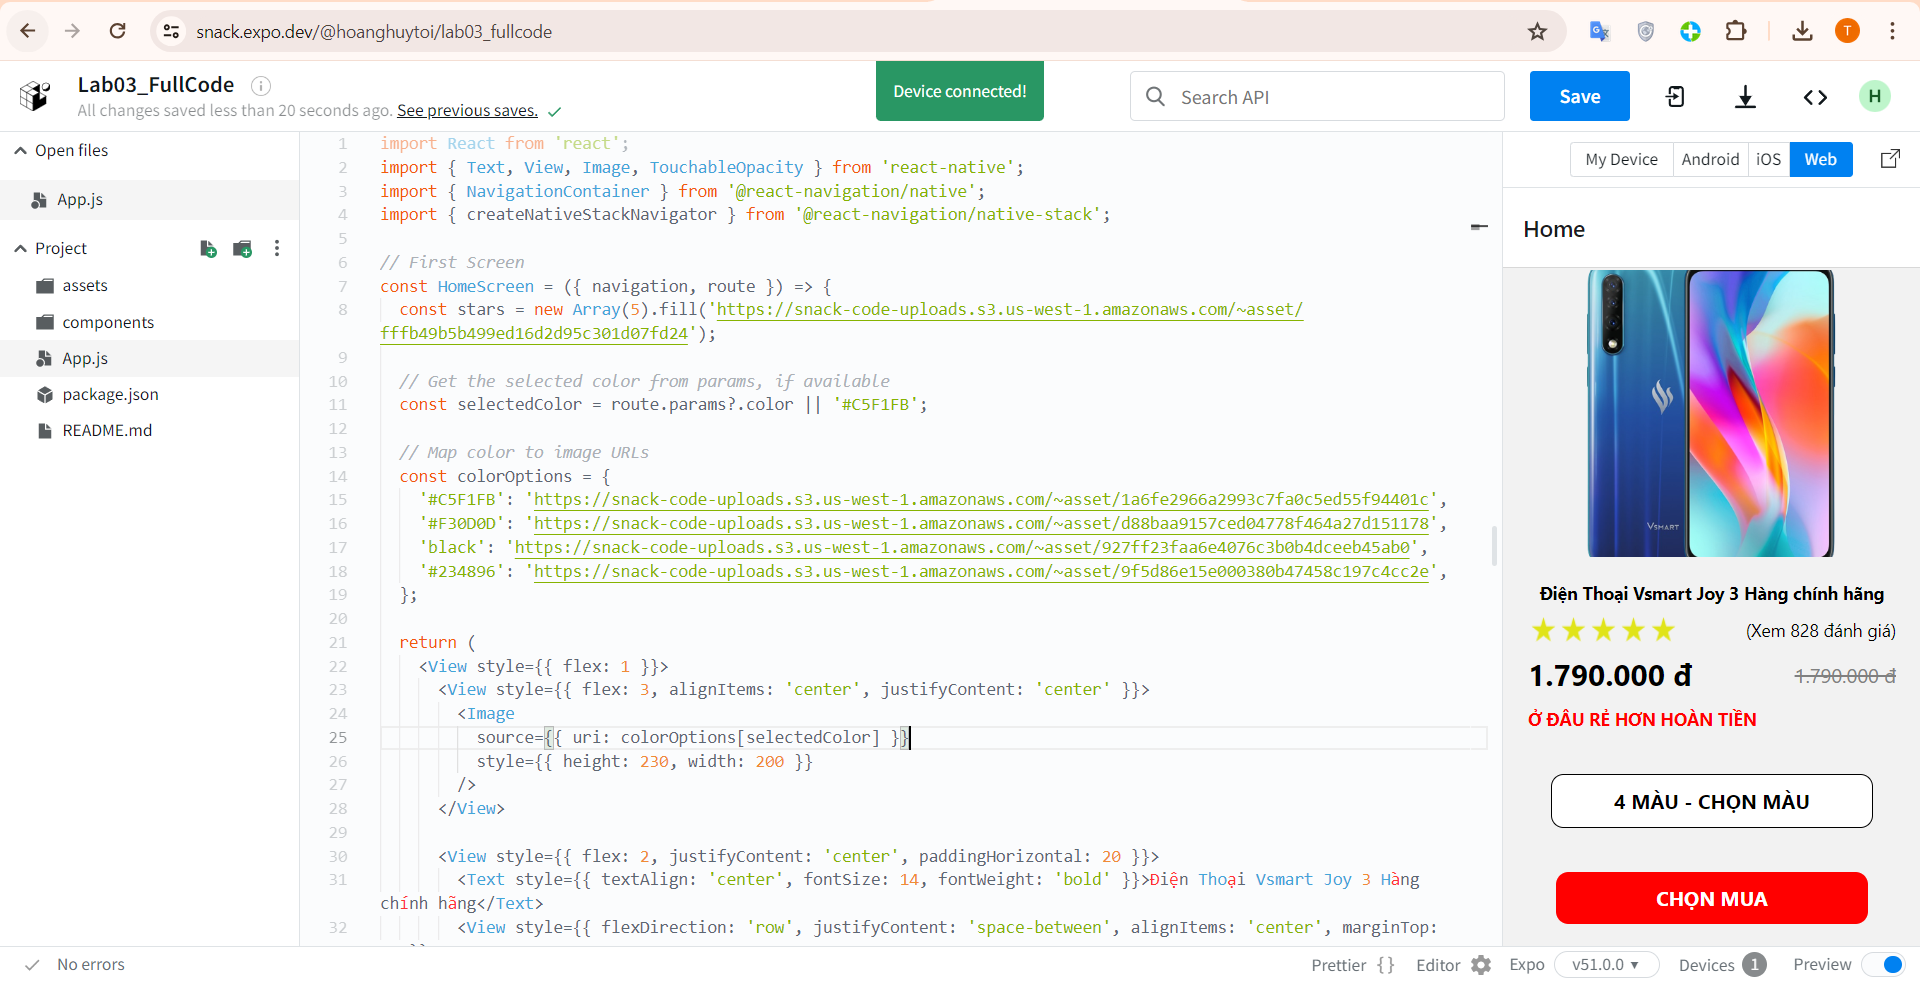 snack.expo.dev/@hoanghuytoi/lab03_fullcode
T
Lab03_FullCode
All changes saved less than 20 seconds ago. See previous saves.
Device connected!
Search API
Save
H
Open files
App.js
Project
assets
components
App.js
package.json
README.md
1 import React from 'react';
2 import { Text, View, Image, TouchableOpacity } from 'react-native';
3 import { NavigationContainer } from '@react-navigation/native';
4 import { createNativeStackNavigator } from '@react-navigation/native-stack';
5
6 // First Screen
7 const HomeScreen = ({ navigation, route }) => {
8 const stars = new Array(5).fill('https://snack-code-uploads.s3.us-west-1.amazonaws.com/~asset/
fffb49b5b499ed16d2d95c301d07fd24');
9
10 // Get the selected color from params, if available
11 const selectedColor = route.params?.color || '#C5F1FB';
12
13 // Map color to image URLs
14 const colorOptions = {
15 '#C5F1FB': 'https://snack-code-uploads.s3.us-west-1.amazonaws.com/~asset/1a6fe2966a2993c7fa0c5ed55f94401c',
16 '#F30D0D': 'https://snack-code-uploads.s3.us-west-1.amazonaws.com/~asset/d88baa9157ced04778f464a27d151178',
17 'black': 'https://snack-code-uploads.s3.us-west-1.amazonaws.com/~asset/927ff23faa6e4076c3b0b4dceeb45ab0',
18 '#234896': 'https://snack-code-uploads.s3.us-west-1.amazonaws.com/~asset/9f5d86e15e000380b47458c197c4cc2e',
19 };
20
21 return (
22 <View style={{ flex: 1 }}>
23 <View style={{ flex: 3, alignItems: 'center', justifyContent: 'center' }}>
24 <Image
25 source={{ uri: colorOptions[selectedColor] }}
26 style={{ height: 230, width: 200 }}
27 />
28 </View>
29
30 <View style={{ flex: 2, justifyContent: 'center', paddingHorizontal: 20 }}>
31 <Text style={{ textAlign: 'center', fontSize: 14, fontWeight: 'bold' }}>Điện Thoại Vsmart Joy 3 Hàng
chính hãng</Text>
32 <View style={{ flexDirection: 'row', justifyContent: 'space-between', alignItems: 'center', marginTop:
My Device
Android
iOS
Web
Home
VSMART
Điện Thoại Vsmart Joy 3 Hàng chính hãng
(Xem 828 đánh giá)
1.790.000 đ
1.790.000 đ
Ở ĐÂU RẺ HƠN HOÀN TIỀN
4 MÀU - CHỌN MÀU
CHỌN MUA
No errors
Prettier {}
Editor
Expo
v51.0.0
Devices 1
Preview